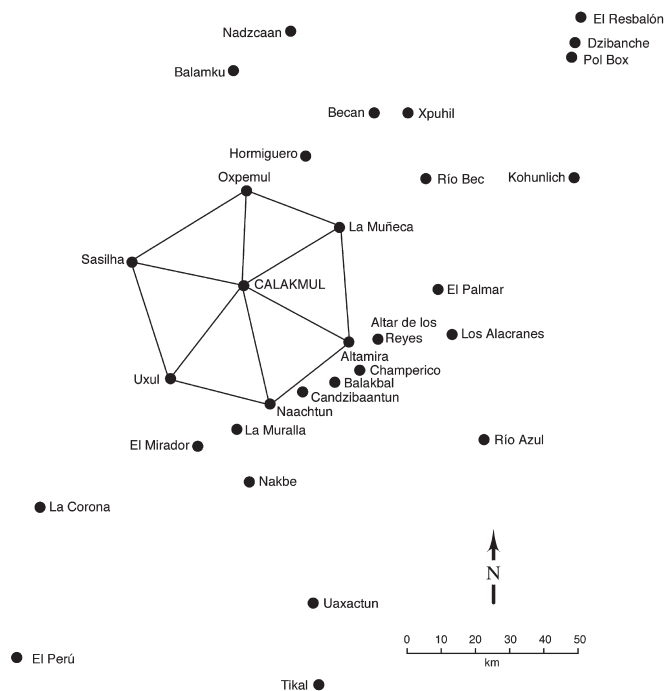 El Resbalón
Nadzcaan
Dzibanche
Pol Box
Balamku
Becan
Xpuhil
Hormiguero
Oxpemul
Río Bec
Kohunlich
La Muñeca
Sasilha
CALAKMUL
El Palmar
Altar de los
Reyes
Los Alacranes
Altamira
Champerico
Uxul
Balakbal
Candzibaantun
Naachtun
La Muralla
El Mirador
Río Azul
Nakbe
La Corona
N
Uaxactun
0 10 20 30 40 50
km
El Perú
Tikal